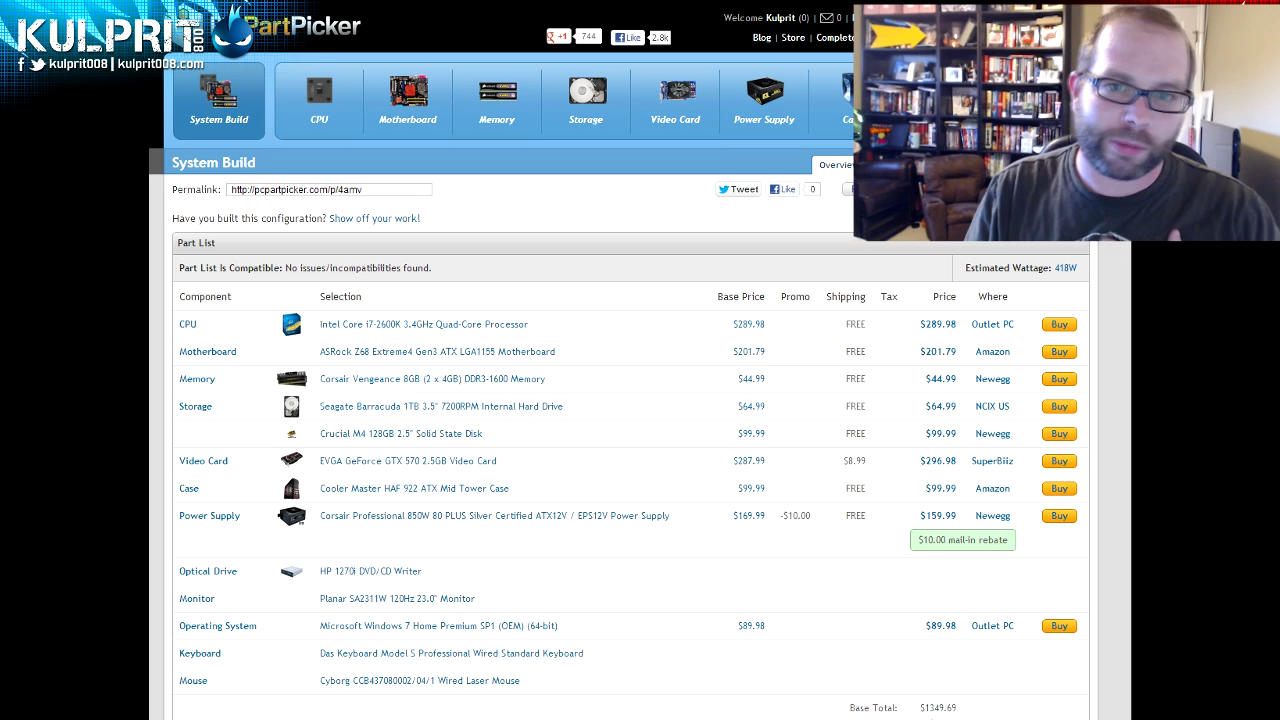 KULPRIT008
PartPicker
kulprit008 | kulprit008.com
Welcome Kulprit (0)
+1 744 Like 2.8k
Blog | Store |
System Build CPU Motherboard Memory Storage Video Card Power Supply
System Build
Permalink: http://pcpartpicker.com/p/4amv
Tweet Like 0
Have you built this configuration? Show off your work!
Part List
Part List Is Compatible: No issues/incompatibilities found. Estimated Wattage: 418W
Component Selection Base Price Promo Shipping Tax Price Where
CPU Intel Core i7-2600K 3.4GHz Quad-Core Processor $289.98 FREE $289.98 Outlet PC Buy
Motherboard ASRock Z68 Extreme4 Gen3 ATX LGA1155 Motherboard $201.79 FREE $201.79 Amazon Buy
Memory Corsair Vengeance 8GB (2 x 4GB) DDR3-1600 Memory $44.99 FREE $44.99 Newegg Buy
Storage Seagate Barracuda 1TB 3.5" 7200RPM Internal Hard Drive $64.99 FREE $64.99 NCIX US Buy
Crucial M4 128GB 2.5" Solid State Disk $99.99 FREE $99.99 Newegg Buy
Video Card EVGA GeForce GTX 570 2.5GB Video Card $287.99 $8.99 $296.98 SuperBiiz Buy
Case Cooler Master HAF 922 ATX Mid Tower Case $99.99 FREE $99.99 Amazon Buy
Power Supply Corsair Professional 850W 80 PLUS Silver Certified ATX12V / EPS12V Power Supply $169.99 -$10.00 FREE $159.99 Newegg Buy
$10.00 mail-in rebate
Optical Drive HP 1270i DVD/CD Writer
Monitor Planar SA2311W 120Hz 23.0" Monitor
Operating System Microsoft Windows 7 Home Premium SP1 (OEM) (64-bit) $89.98 $89.98 Outlet PC Buy
Keyboard Das Keyboard Model S Professional Wired Standard Keyboard
Mouse Cyborg CCB437080002/04/1 Wired Laser Mouse
Base Total: $1349.69